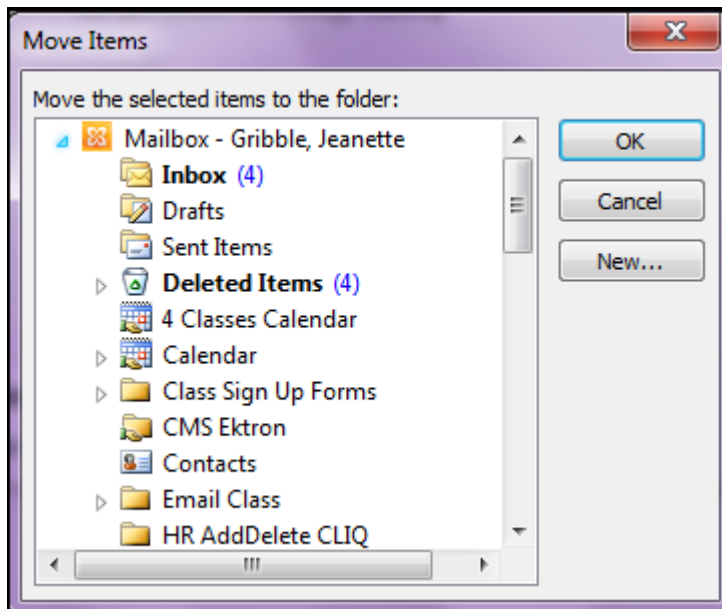 Move Items
Move the selected items to the folder:
Mailbox - Gribble, Jeanette
Inbox (4)
Drafts
Sent Items
Deleted Items (4)
4 Classes Calendar
Calendar
Class Sign Up Forms
CMS Ektron
Contacts
Email Class
HR AddDelete CLIQ
OK
Cancel
New...